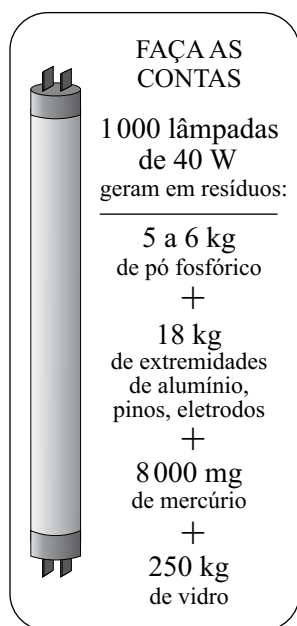 FAÇA AS
CONTAS
1 000 lâmpadas
de 40 W
geram em resíduos:
5 a 6 kg
de pó fosfórico
+
18 kg
de extremidades
de alumínio,
pinos, eletrodos
+
8 000 mg
de mercúrio
+
250 kg
de vidro